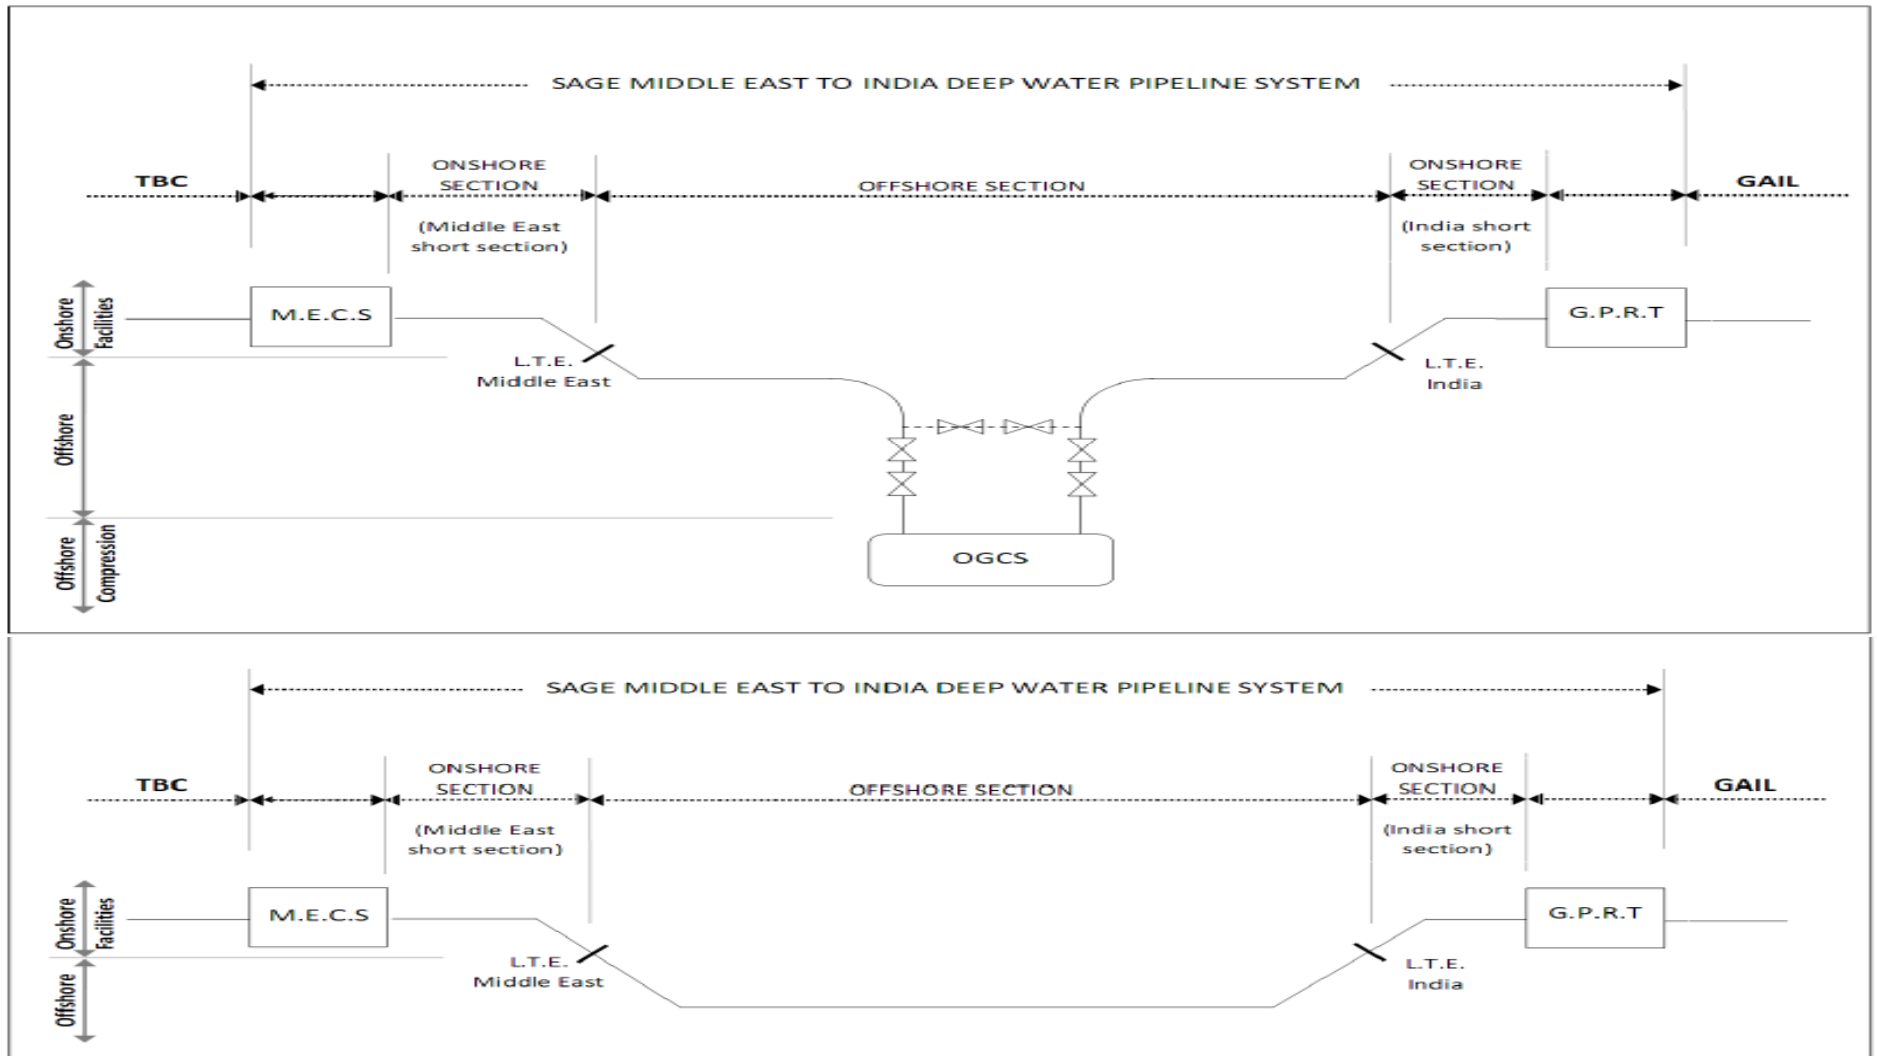 SAGE MIDDLE EAST TO INDIA DEEP WATER PIPELINE SYSTEM
TBC
ONSHORE
SECTION
(Middle East
short section)
OFFSHORE SECTION
ONSHORE
SECTION
(India short
section)
GAIL
Onshore
Facilities
M.E.C.S
G.P.R.T
L.T.E.
Middle East
L.T.E.
India
Offshore
Offshore
Compression
OGCS
SAGE MIDDLE EAST TO INDIA DEEP WATER PIPELINE SYSTEM
TBC
ONSHORE
SECTION
(Middle East
short section)
OFFSHORE SECTION
ONSHORE
SECTION
(India short
section)
GAIL
Onshore
Facilities
M.E.C.S
G.P.R.T
L.T.E.
Middle East
L.T.E.
India
Offshore